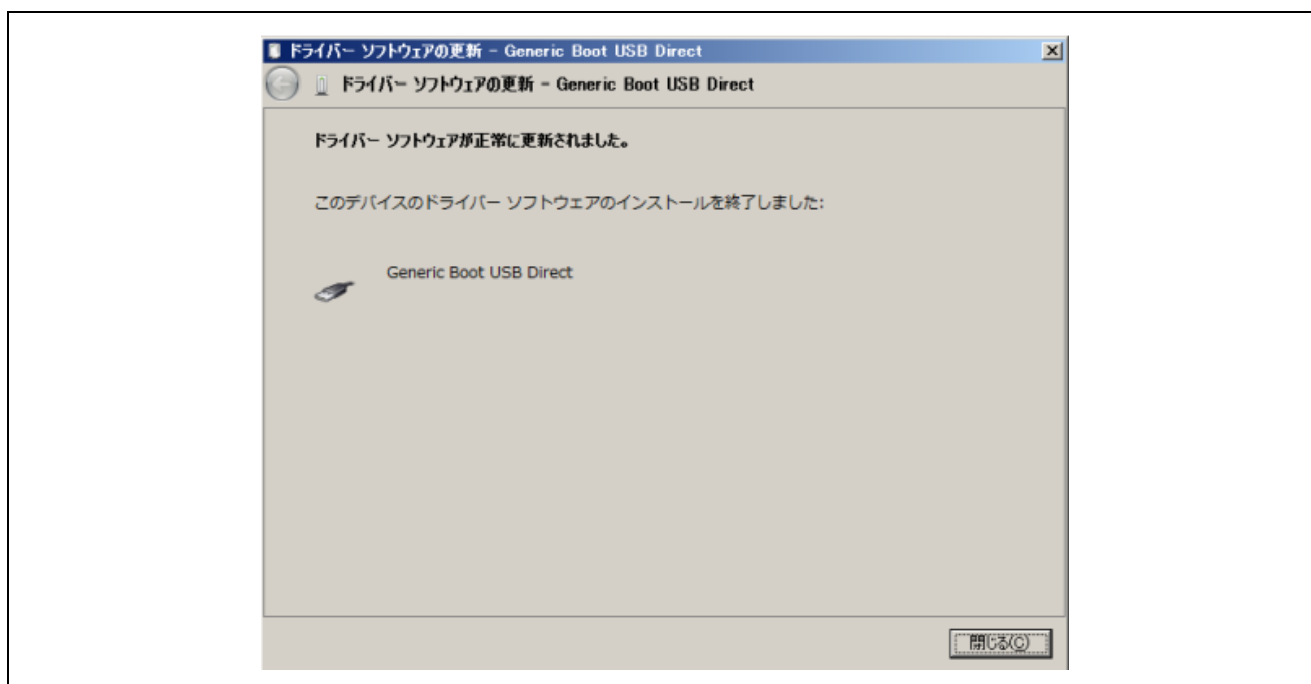 ドライバー ソフトウェアの更新 - Generic Boot USB Direct
ドライバー ソフトウェアの更新 - Generic Boot USB Direct
ドライバー ソフトウェアが正常に更新されました。
このデバイスのドライバー ソフトウェアのインストールを終了しました:
Generic Boot USB Direct
閉じる(C)